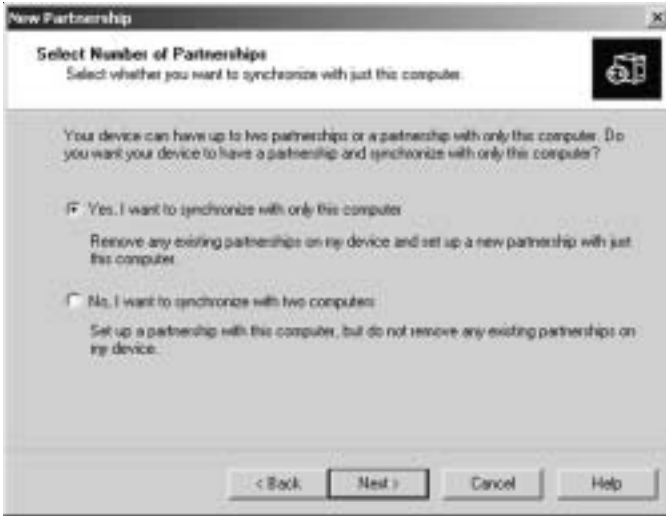 New Partnership
Select Number of Partnerships
Select whether you want to synchronize with just this computer.
Your device can have up to two partnerships or a partnership with only this computer. Do
you want your device to have a partnership and synchronize with only this computer?
Yes, I want to synchronize with only this computer
Remove any existing partnerships on my device and set up a new partnership with just
this computer.
No, I want to synchronize with two computers
Set up a partnership with this computer, but do not remove any existing partnerships on
my device.
< Back Next > Cancel Help